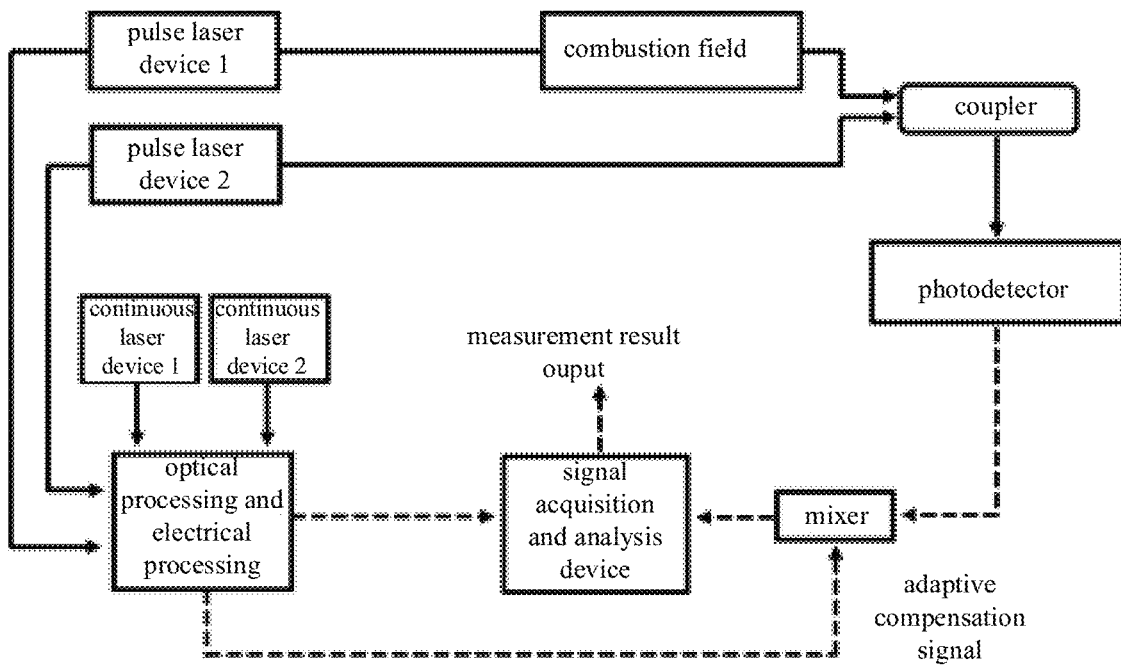 pulse laser
device 1
combustion field
coupler
pulse laser
device 2
photodetector
continuous
laser
device 1
continuous
laser
device 2
measurement result
ouput
optical
processing and
electrical
processing
signal
acquisition
and analysis
device
mixer
adaptive
compensation
signal